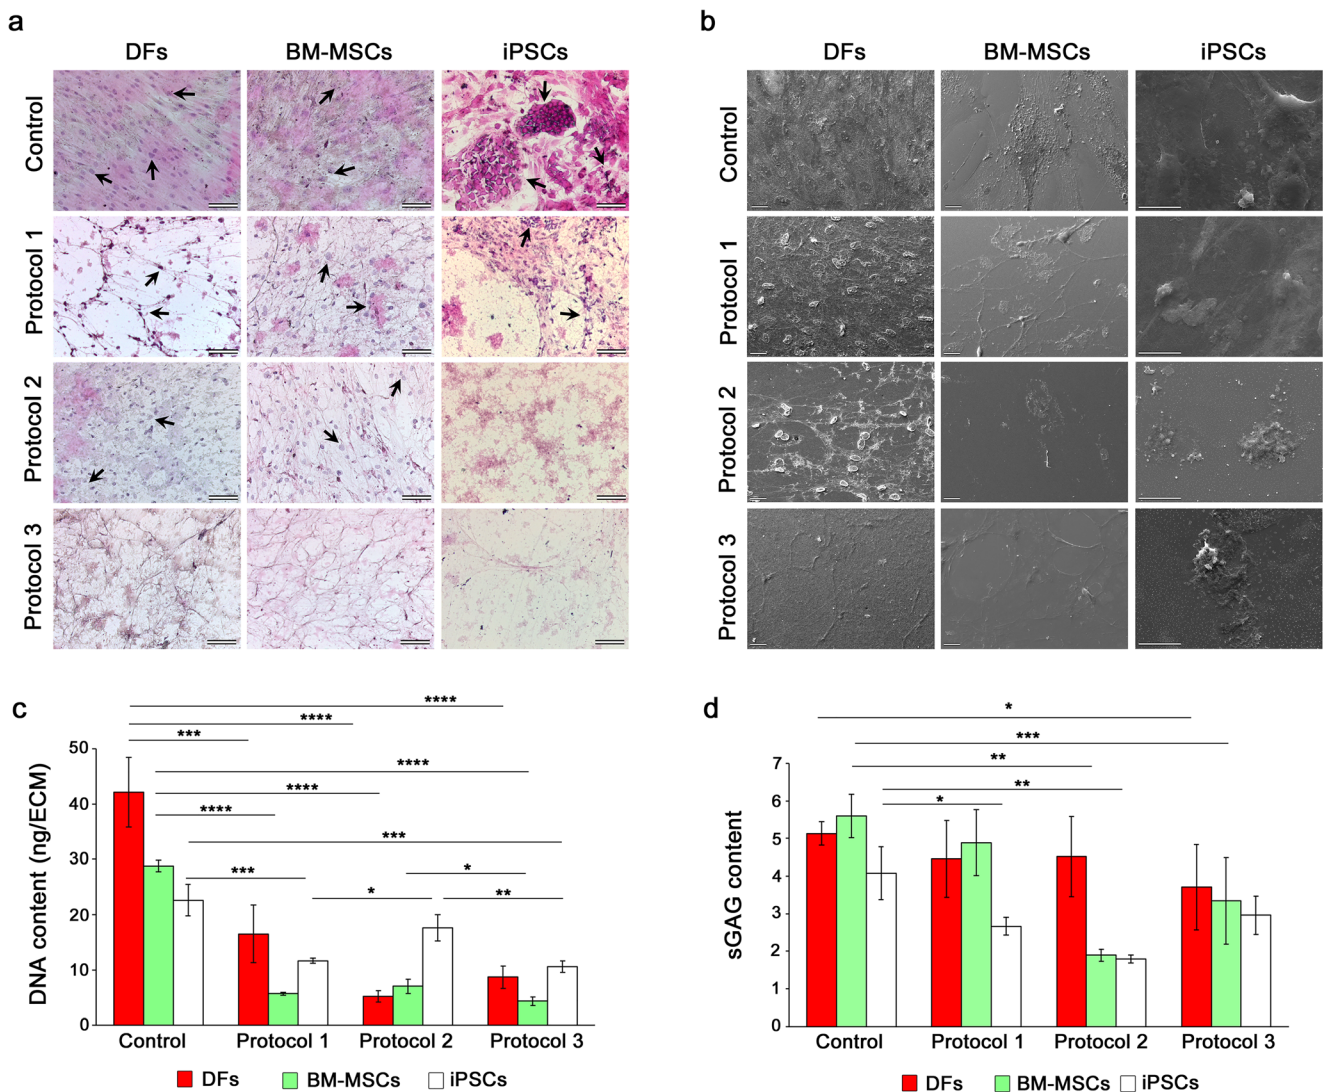 a
DFs BM-MSCs iPSCs
Control
Protocol 1
Protocol 2
Protocol 3
b
DFs BM-MSCs iPSCs
Control
Protocol 1
Protocol 2
Protocol 3
c
****
****
***
****
****
****
***
***
*
*
**
DNA content (ng/ECM)
50
40
30
20
10
0
Control Protocol 1 Protocol 2 Protocol 3
DFs BM-MSCs iPSCs
d
*
***
**
**
*
sGAG content
7
6
5
4
3
2
1
0
Control Protocol 1 Protocol 2 Protocol 3
DFs BM-MSCs iPSCs